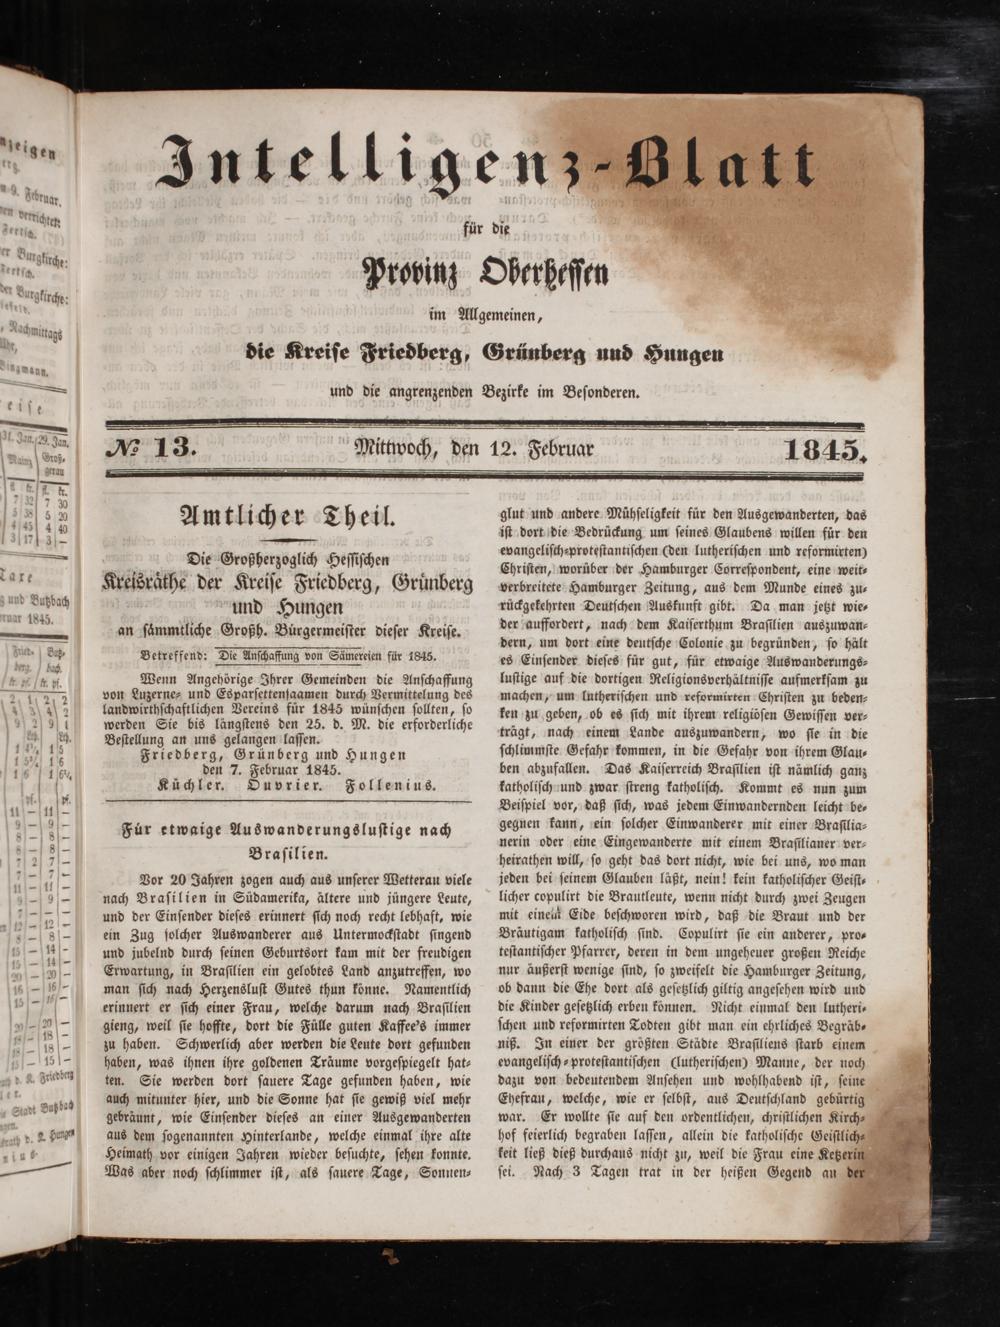 Intelligenz-Blatt
für die
Provinz Oberhessen
im Allgemeinen,
die Kreise Friedberg, Grünberg und Hungen
und die angrenzenden Bezirke im Besonderen.
№ 13.
Mittwoch, den 12. Februar
1845.
Amtlicher Theil.
Die Großherzoglich Hessischen
Kreisräthe der Kreise Friedberg, Grünberg
und Hungen
an sämmtliche Großh. Bürgermeister dieser Kreise.
Betreffend: Die Anschaffung von Sämereien für 1845.
Wenn Angehörige Ihrer Gemeinden die Anschaffung
von Luzerne- und Esparsettensaamen durch Vermittelung des
landwirthschaftlichen Vereins für 1845 wünschen sollten, so
werden Sie bis längstens den 25. d. M. die erforderliche
Bestellung an uns gelangen lassen.
Friedberg, Grünberg und Hungen
den 7. Februar 1845.
Küchler. Ouvrier. Follenius.
Für etwaige Auswanderungslustige nach
Brasilien.
Vor 20 Jahren zogen auch aus unserer Wetterau viele
nach Brasilien in Südamerika, ältere und jüngere Leute,
und der Einsender dieses erinnert sich noch recht lebhaft, wie
ein Zug solcher Auswanderer aus Untermockstadt singend
und jubelnd durch seinen Geburtsort kam mit der freudigen
Erwartung, in Brasilien ein gelobtes Land anzutreffen, wo
man sich nach Herzenslust Gutes thun könne. Namentlich
erinnert er sich einer Frau, welche darum nach Brasilien
gieng, weil sie hoffte, dort die Fülle guten Kaffee's immer
zu haben. Schwerlich aber werden die Leute dort gefunden
haben, was ihnen ihre goldenen Träume vorgespiegelt hat-
ten. Sie werden dort sauere Tage gefunden haben, wie
auch mitunter hier, und die Sonne hat sie gewiß viel mehr
gebräunt, wie Einsender dieses an einer Ausgewanderten
aus dem sogenannten Hinterlande, welche einmal ihre alte
Heimath vor einigen Jahren wieder besuchte, sehen konnte.
Was aber noch schlimmer ist, als sauere Tage, Sonnen-
glut und andere Mühseligkeit für den Ausgewanderten, das
ist dort die Bedrückung um seines Glaubens willen für den
evangelisch-protestantischen (den lutherischen und reformirten)
Christen, worüber der Hamburger Correspondent, eine weit-
verbreitete Hamburger Zeitung, aus dem Munde eines zu-
rückgekehrten Deutschen Auskunft gibt. Da man jetzt wie-
der auffordert, nach dem Kaiserthum Brasilien auszuwan-
dern, um dort eine deutsche Colonie zu begründen, so hält
es Einsender dieses für gut, für etwaige Auswanderungs-
lustige auf die dortigen Religionsverhältnisse aufmerksam zu
machen, um lutherischen und reformirten Christen zu beden-
ken zu geben, ob es sich mit ihrem religiösen Gewissen ver-
trägt, nach einem Lande auszuwandern, wo sie in die
schlimmste Gefahr kommen, in die Gefahr von ihrem Glau-
ben abzufallen. Das Kaiserreich Brasilien ist nämlich ganz
katholisch und zwar streng katholisch. Kommt es nun zum
Beispiel vor, daß sich, was jedem Einwandernden leicht be-
gegnen kann, ein solcher Einwanderer mit einer Brasilia-
nerin oder eine Eingewanderte mit einem Brasilianer ver-
heirathen will, so geht das dort nicht, wie bei uns, wo man
jeden bei seinem Glauben läßt, nein! kein katholischer Geist-
licher copulirt die Brautleute, wenn nicht durch zwei Zeugen
mit einem Eide beschworen wird, daß die Braut und der
Bräutigam katholisch sind. Copulirt sie ein anderer, pro-
testantischer Pfarrer, deren in dem ungeheuer großen Reiche
nur äußerst wenige sind, so zweifelt die Hamburger Zeitung,
ob dann die Ehe dort als gesetzlich giltig angesehen wird und
die Kinder gesetzlich erben können. Nicht einmal den lutheri-
schen und reformirten Todten gibt man ein ehrliches Begräb-
niß. In einer der größten Städte Brasiliens starb einem
evangelisch-protestantischen (lutherischen) Manne, der noch
dazu von bedeutendem Ansehen und wohlhabend ist, seine
Ehefrau, welche, wie er selbst, aus Deutschland gebürtig
war. Er wollte sie auf den ordentlichen, christlichen Kirch-
hof feierlich begraben lassen, allein die katholische Geistlich-
keit ließ dieß durchaus nicht zu, weil die Frau eine Ketzerin
sei. Nach 3 Tagen trat in der heißen Gegend an der